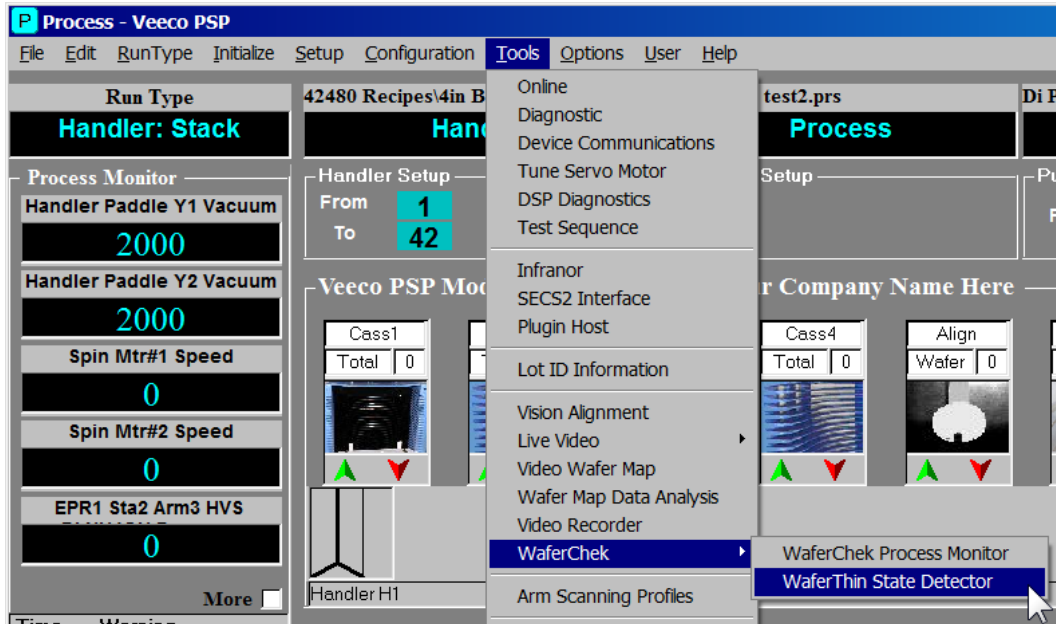 P Process - Veeco PSP
File Edit RunType Initialize Setup Configuration Tools Options User Help
Run Type
Handler: Stack
42480 Recipes\4in B
Hand
test2.prs
Process
Di P
Process Monitor
Handler Paddle Y1 Vacuum
2000
Handler Paddle Y2 Vacuum
2000
Spin Mtr#1 Speed
0
Spin Mtr#2 Speed
0
EPR1 Sta2 Arm3 HVS
0
More
Time Warning
Handler Setup
From 1
To 42
Setup
Veeco PSP Mod
r Company Name Here
Cass1
Total 0
Cass4
Total 0
Align
Wafer 0
Handler H1
Online
Diagnostic
Device Communications
Tune Servo Motor
DSP Diagnostics
Test Sequence
Infranor
SECS2 Interface
Plugin Host
Lot ID Information
Vision Alignment
Live Video
Video Wafer Map
Wafer Map Data Analysis
Video Recorder
WaferChek
Arm Scanning Profiles
WaferChek Process Monitor
WaferThin State Detector